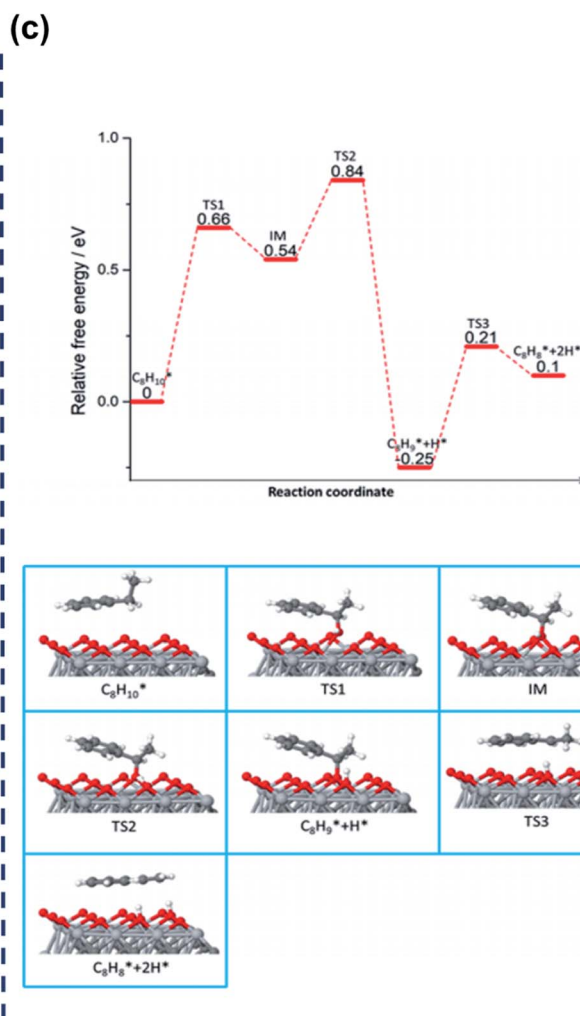 (c)
Relative free energy / eV
1.0
0.5
0.0
C₈H₁₀*
0
TS1
0.66
IM
0.54
TS2
0.84
C₈H₉*+H*
-0.25
TS3
0.21
C₈H₈*+2H*
0.1
Reaction coordinate
C₈H₁₀*
TS1
IM
TS2
C₈H₉*+H*
TS3
C₈H₈*+2H*